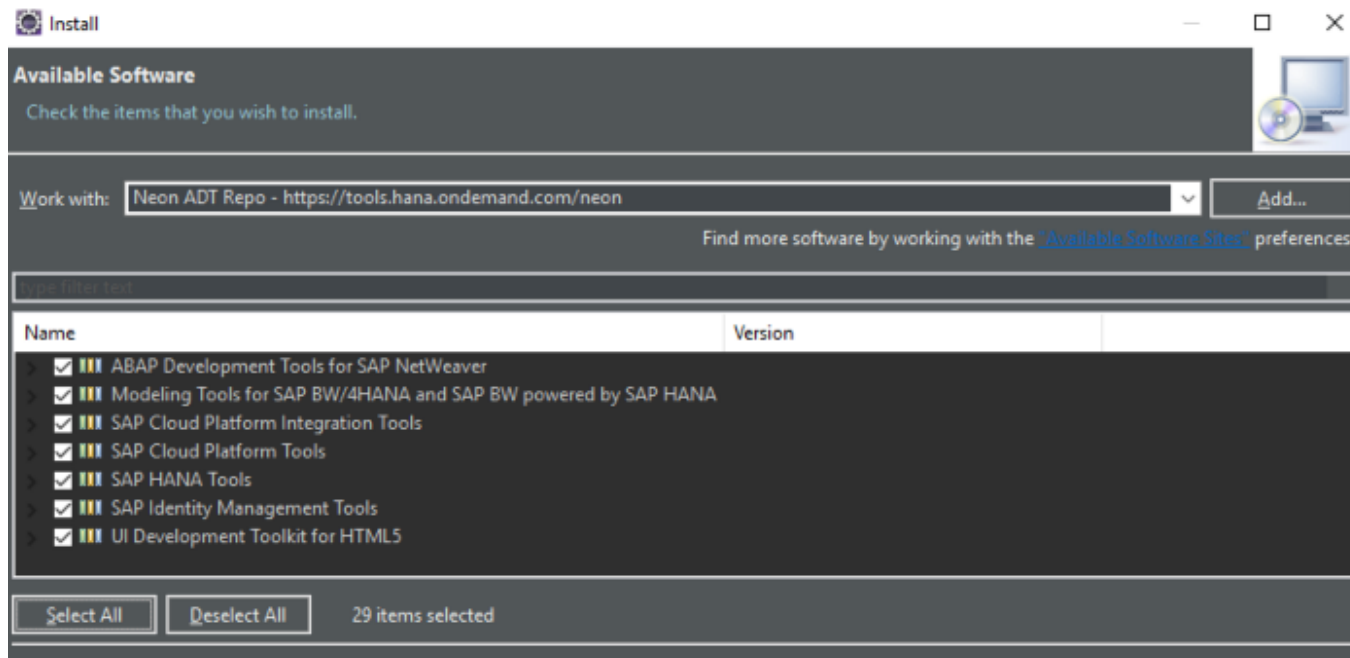 Install
Available Software
Check the items that you wish to install.
Work with: Neon ADT Repo - https://tools.hana.ondemand.com/neon Add...
Find more software by working with the "Available Software Sites" preferences
type filter text
Name Version
ABAP Development Tools for SAP NetWeaver
Modeling Tools for SAP BW/4HANA and SAP BW powered by SAP HANA
SAP Cloud Platform Integration Tools
SAP Cloud Platform Tools
SAP HANA Tools
SAP Identity Management Tools
UI Development Toolkit for HTML5
Select All Deselect All 29 items selected